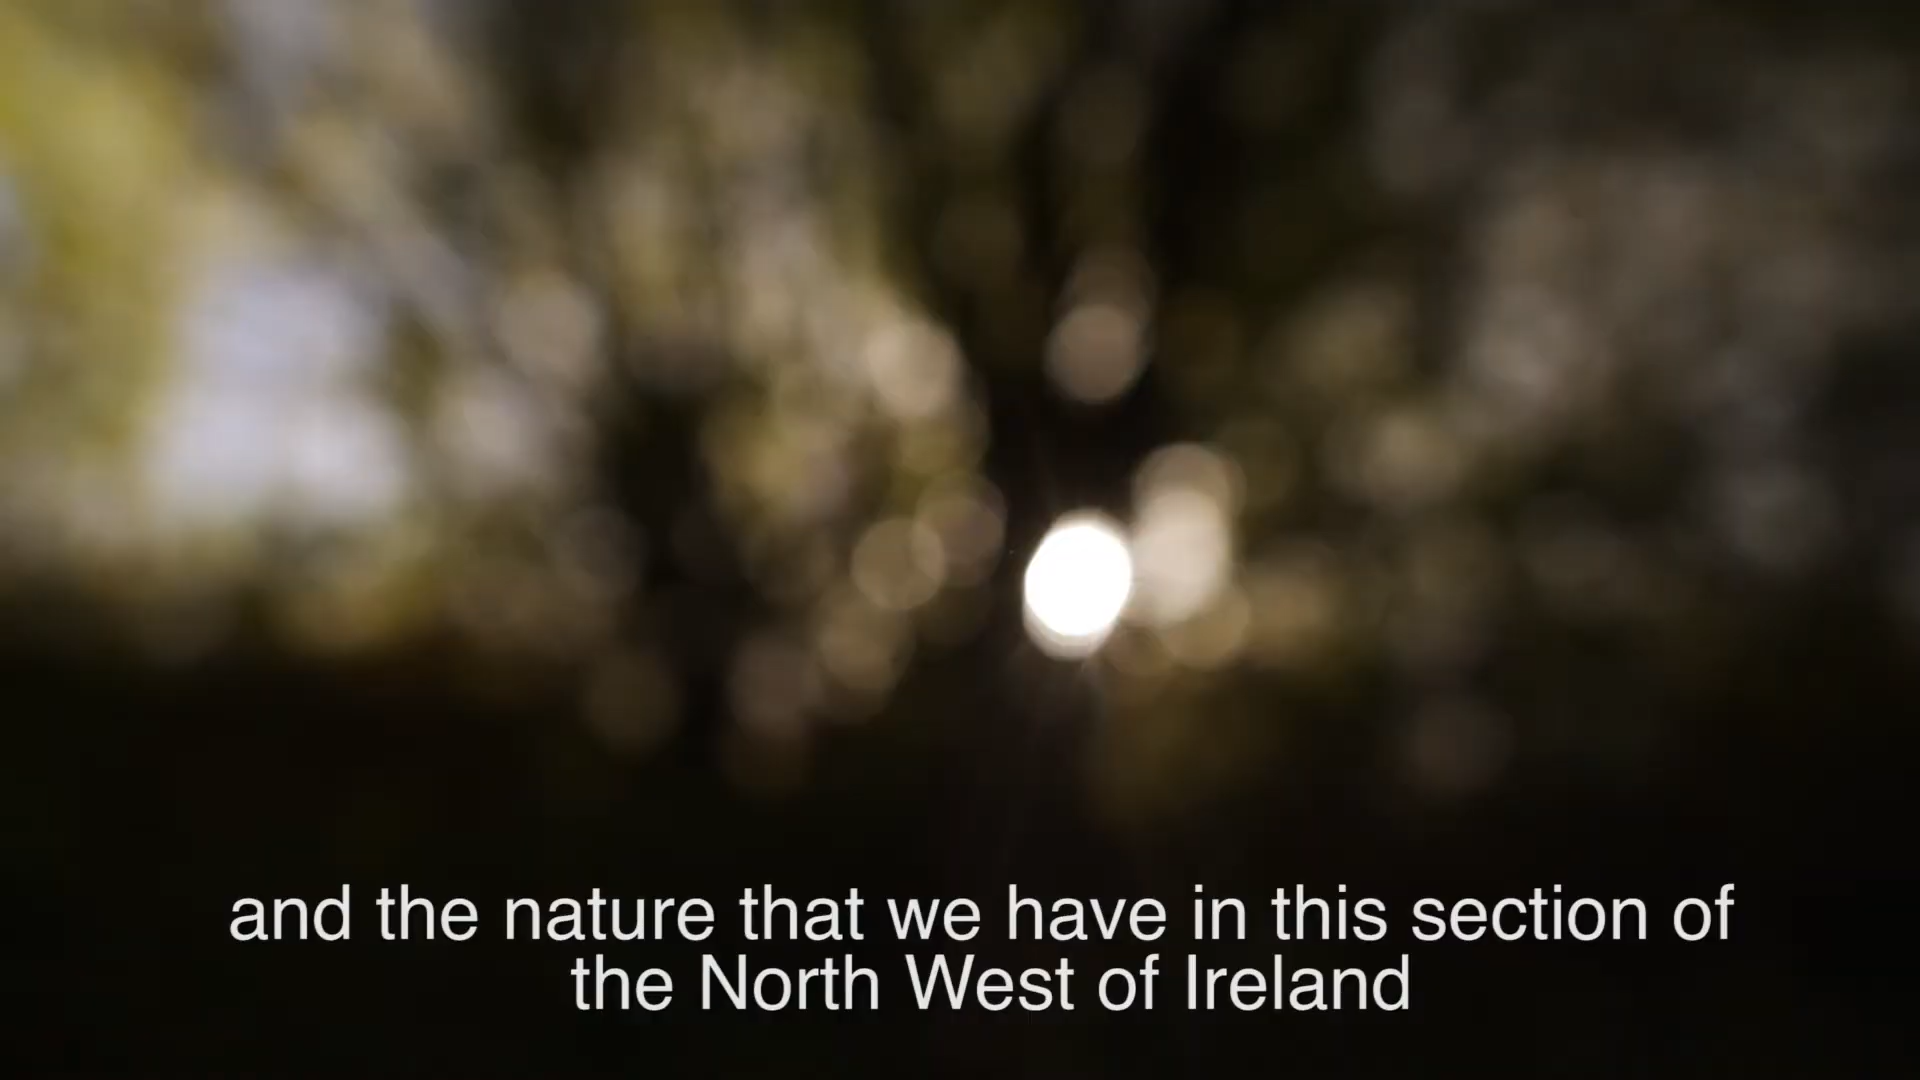 and the nature that we have in this section of
the North West of Ireland